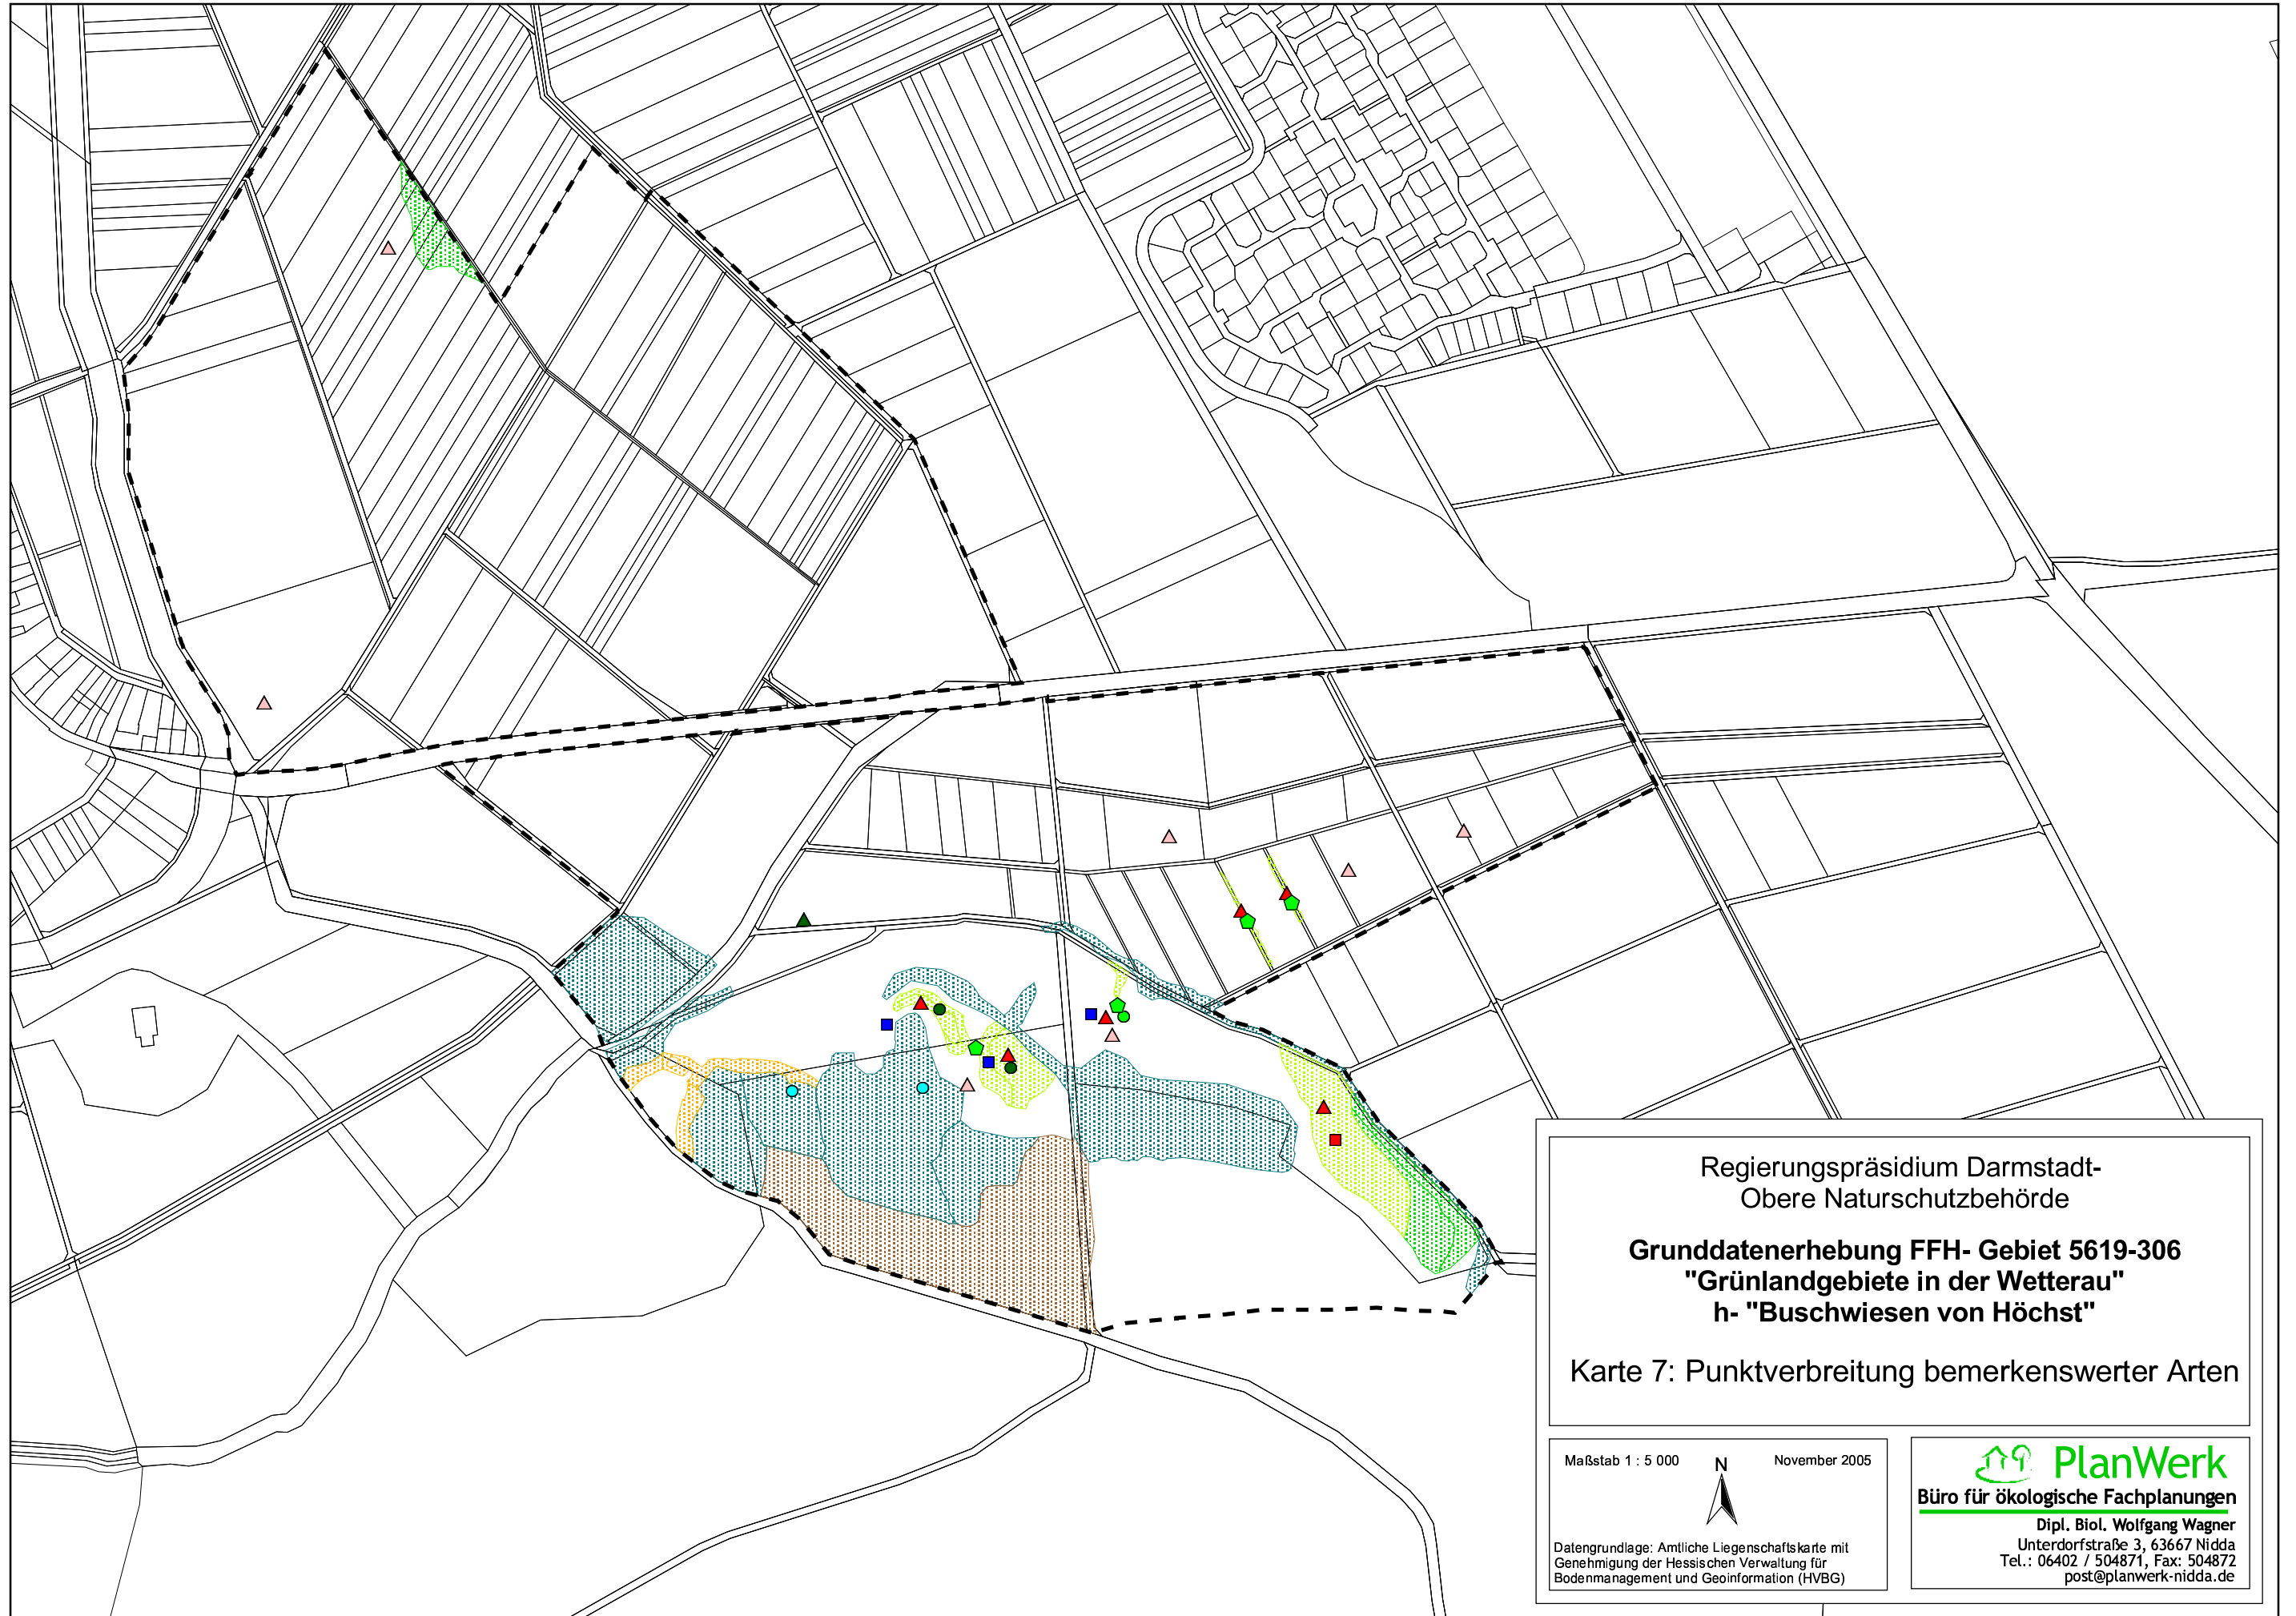 Regierungspräsidium Darmstadt-
Obere Naturschutzbehörde
Grunddatenerhebung FFH- Gebiet 5619-306
"Grünlandgebiete in der Wetterau"
h- "Buschwiesen von Höchst"
Karte 7: Punktverbreitung bemerkenswerter Arten
Maßstab 1 : 5 000
N
November 2005
Datengrundlage: Amtliche Liegenschaftskarte mit
Genehmigung der Hessischen Verwaltung für
Bodenmanagement und Geoinformation (HVBG)
PlanWerk
Büro für ökologische Fachplanungen
Dipl. Biol. Wolfgang Wagner
Unterdorfstraße 3, 63667 Nidda
Tel.: 06402 / 504871, Fax: 504872
post@planwerk-nidda.de